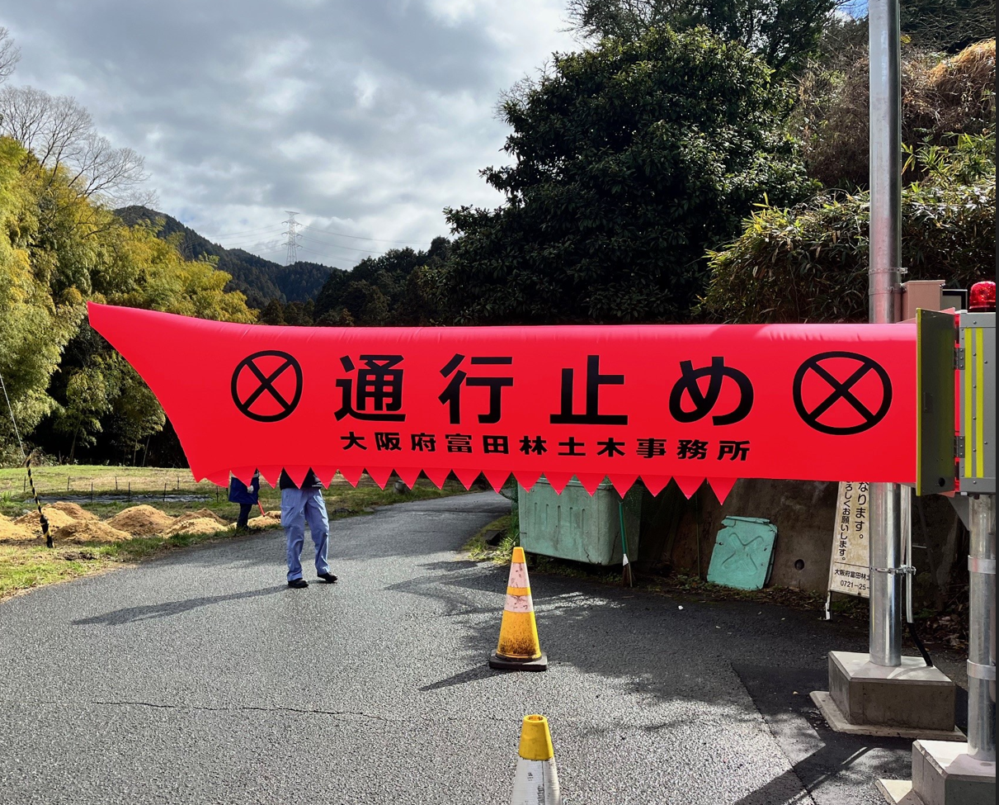 通行止め
大阪府富田林土木事務所
なります。
ろしくお願いします。
大阪府富田林土
0721-25-